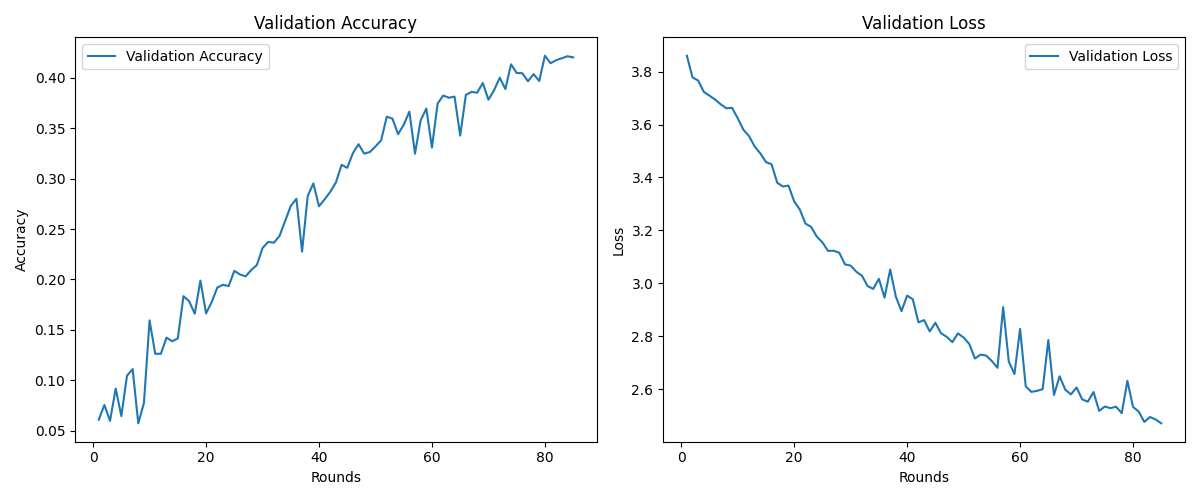 Validation Accuracy
Validation Accuracy
0.40
0.35
0.30
0.25
0.20
0.15
0.10
0.05
Accuracy
0 20 40 60 80
Rounds
Validation Loss
Validation Loss
3.8
3.6
3.4
3.2
3.0
2.8
2.6
Loss
0 20 40 60 80
Rounds